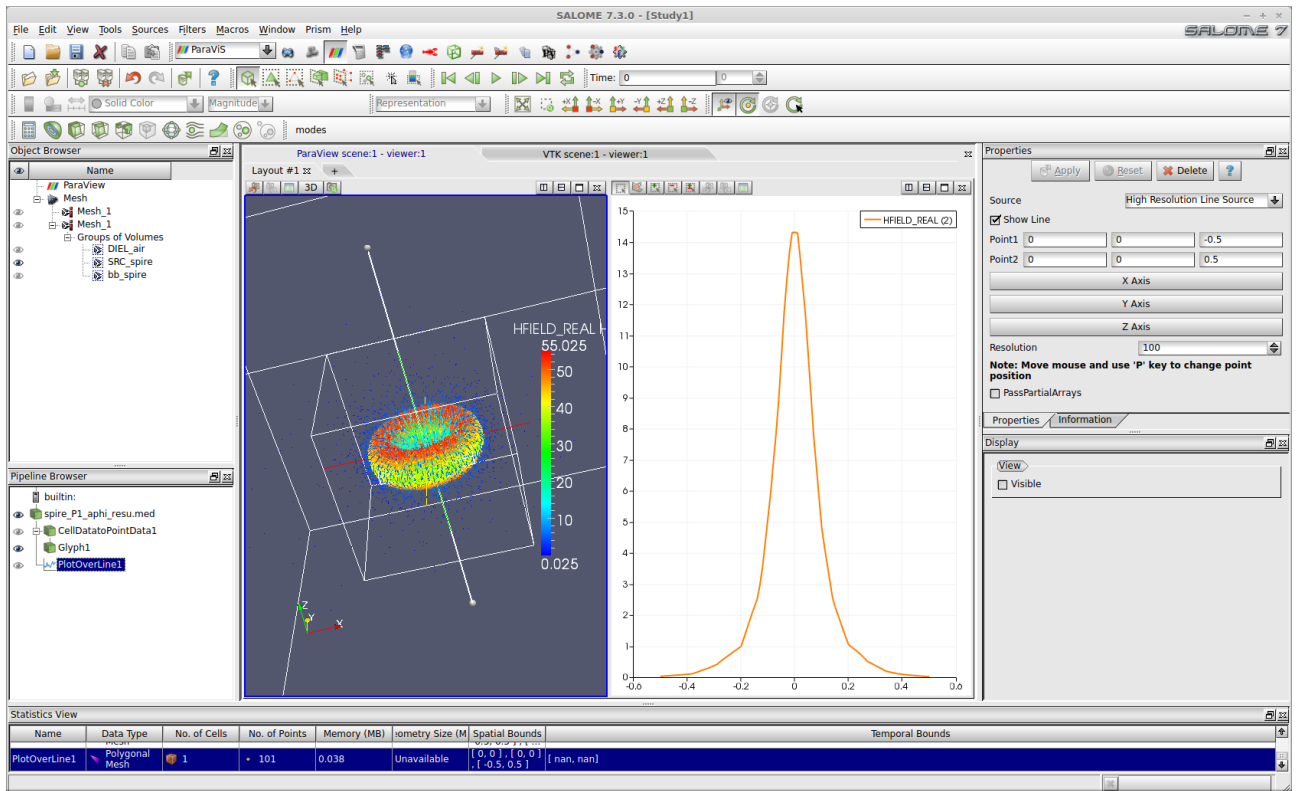 SALOME 7.3.0 - [Study1]
File Edit View Tools Sources Filters Macros Window Prism Help
SALOME 7
ParaViS
Time: 0 0
Solid Color Magnitude Representation +X -X +Y -Y +Z -Z
modes
Object Browser
Name
ParaView
Mesh
Mesh_1
Mesh_1
Groups of Volumes
DIEL_air
SRC_spire
bb_spire
Pipeline Browser
builtin:
spire_P1_aphi_resu.med
CellDatatoPointData1
Glyph1
PlotOverLine1
ParaView scene:1 - viewer:1 VTK scene:1 - viewer:1
Layout #1 +
3D
HFIELD_REAL
55.025
50
40
30
20
10
0.025
Z
Y
X
HFIELD_REAL (2)
15
14
13
12
11
10
9
8
7
6
5
4
3
2
1
0
-0.6 -0.4 -0.2 0 0.2 0.4 0.6
Properties
Apply Reset Delete ?
Source High Resolution Line Source
Show Line
Point1 0 0 -0.5
Point2 0 0 0.5
X Axis
Y Axis
Z Axis
Resolution 100
Note: Move mouse and use 'P' key to change point
position
PassPartialArrays
Properties Information
Display
View
Visible
Statistics View
Name Data Type No. of Cells No. of Points Memory (MB) ometry Size (M Spatial Bounds Temporal Bounds
PlotOverLine1 Polygonal Mesh 1 101 0.038 Unavailable [ 0, 0 ] , [ 0, 0 ] , [ -0.5, 0.5 ] [ nan, nan]